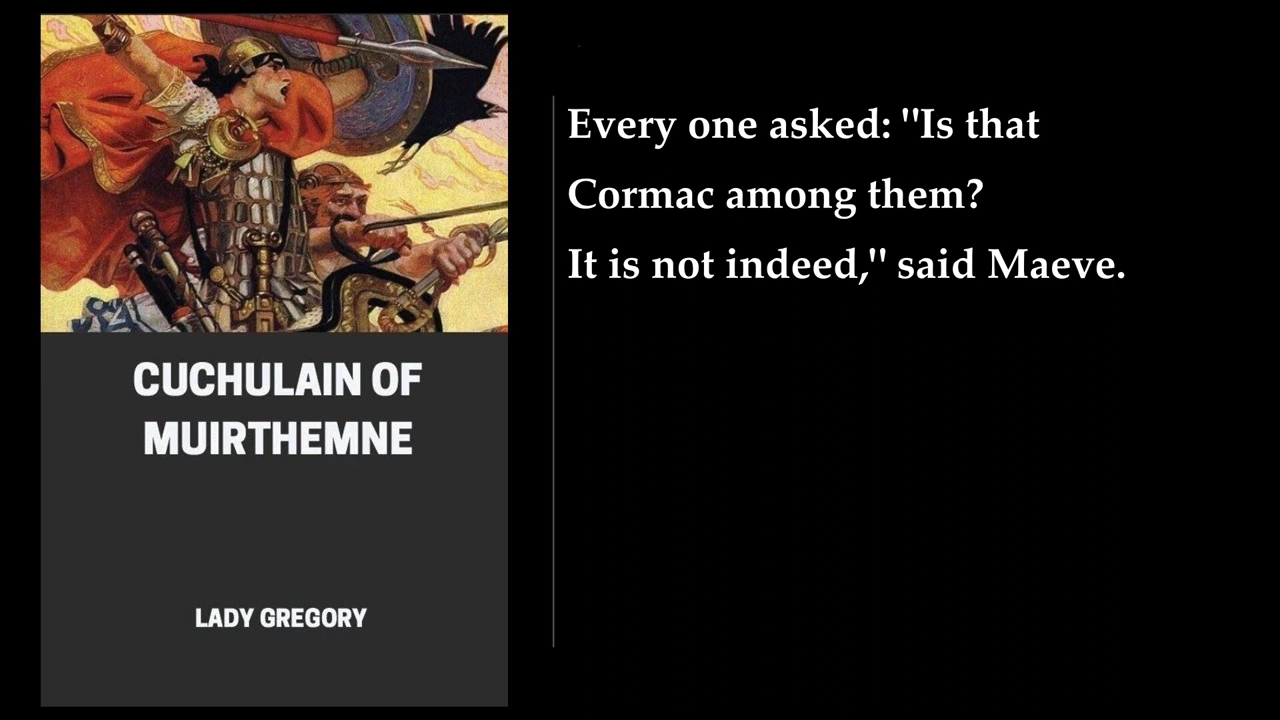 CUCHULAIN OF
MUIRTHEMNE
LADY GREGORY
Every one asked: "Is that
Cormac among them?
It is not indeed," said Maeve.